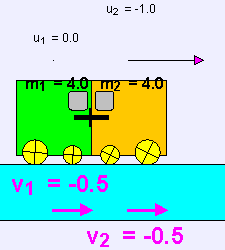 u₂ = -1.0
u₁ = 0.0
m₁ = 4.0 m₂ = 4.0
v₁ = -0.5
v₂ = -0.5